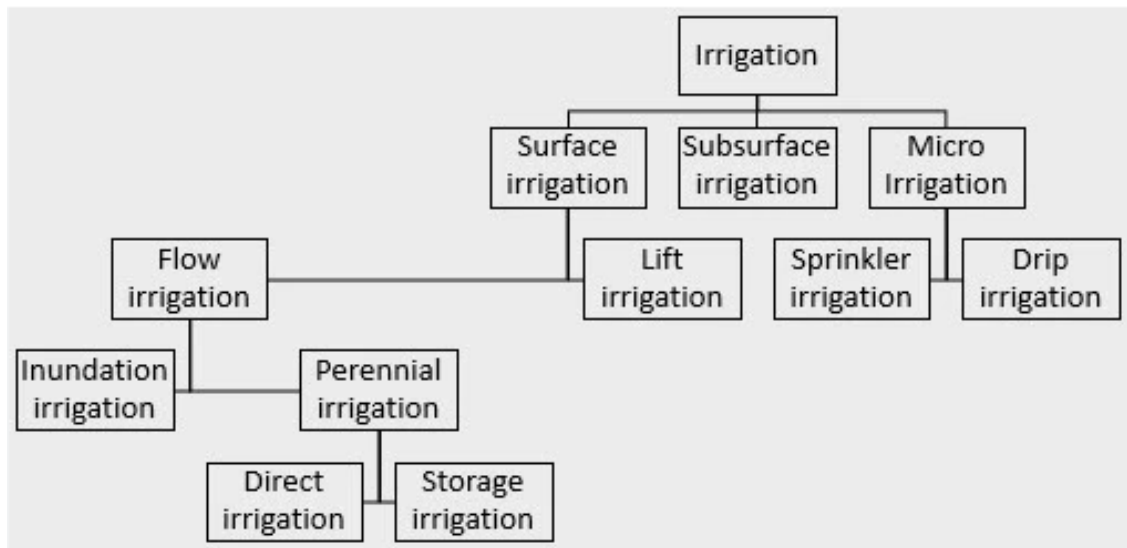 Irrigation
Surface
irrigation
Subsurface
irrigation
Micro
Irrigation
Flow
irrigation
Lift
irrigation
Sprinkler
irrigation
Drip
irrigation
Inundation
irrigation
Perennial
irrigation
Direct
irrigation
Storage
irrigation